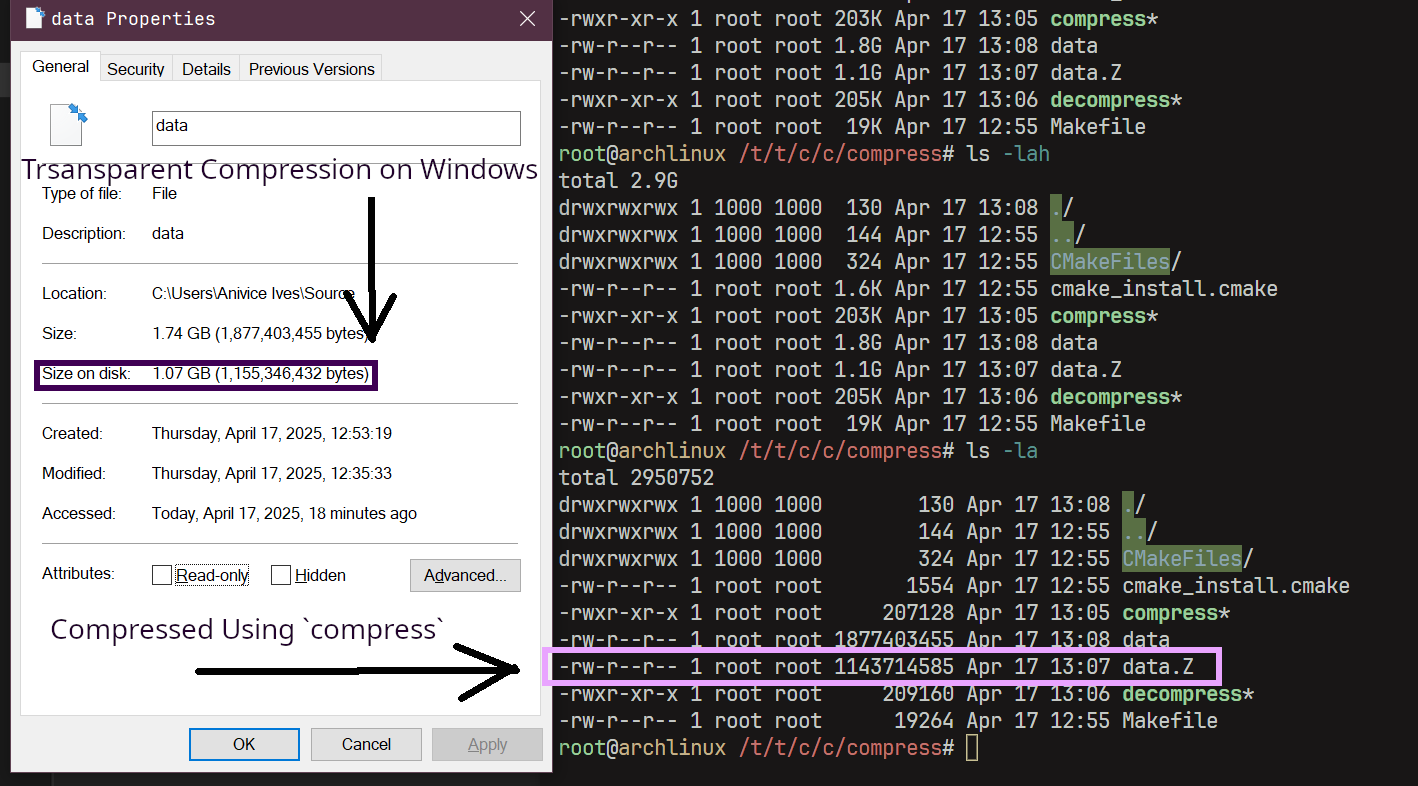 data Properties
General
Security
Details
Previous Versions
data
Trsansparent Compression on Windows
Type of file: File
Description: data
Location: C:\Users\Anivice Ives\Source
Size: 1.74 GB (1,877,403,455 bytes)
Size on disk: 1.07 GB (1,155,346,432 bytes)
Created: Thursday, April 17, 2025, 12:53:19
Modified: Thursday, April 17, 2025, 12:35:33
Accessed: Today, April 17, 2025, 18 minutes ago
Attributes: Read-only Hidden Advanced...
Compressed Using `compress`
OK Cancel Apply
-rwxr-xr-x 1 root root 203K Apr 17 13:05 compress*
-rw-r--r-- 1 root root 1.8G Apr 17 13:08 data
-rw-r--r-- 1 root root 1.1G Apr 17 13:07 data.Z
-rwxr-xr-x 1 root root 205K Apr 17 13:06 decompress*
-rw-r--r-- 1 root root  19K Apr 17 12:55 Makefile
root@archlinux /t/t/c/c/compress# ls -lah
total 2.9G
drwxrwxrwx 1 1000 1000  130 Apr 17 13:08 ./
drwxrwxrwx 1 1000 1000  144 Apr 17 12:55 ../
drwxrwxrwx 1 1000 1000  324 Apr 17 12:55 CMakeFiles/
-rw-r--r-- 1 root root 1.6K Apr 17 12:55 cmake_install.cmake
-rwxr-xr-x 1 root root 203K Apr 17 13:05 compress*
-rw-r--r-- 1 root root 1.8G Apr 17 13:08 data
-rw-r--r-- 1 root root 1.1G Apr 17 13:07 data.Z
-rwxr-xr-x 1 root root 205K Apr 17 13:06 decompress*
-rw-r--r-- 1 root root  19K Apr 17 12:55 Makefile
root@archlinux /t/t/c/c/compress# ls -la
total 2950752
drwxrwxrwx 1 1000 1000        130 Apr 17 13:08 ./
drwxrwxrwx 1 1000 1000        144 Apr 17 12:55 ../
drwxrwxrwx 1 1000 1000        324 Apr 17 12:55 CMakeFiles/
-rw-r--r-- 1 root root       1554 Apr 17 12:55 cmake_install.cmake
-rwxr-xr-x 1 root root     207128 Apr 17 13:05 compress*
-rw-r--r-- 1 root root 1877403455 Apr 17 13:08 data
-rw-r--r-- 1 root root 1143714585 Apr 17 13:07 data.Z
-rwxr-xr-x 1 root root     209160 Apr 17 13:06 decompress*
-rw-r--r-- 1 root root      19264 Apr 17 12:55 Makefile
root@archlinux /t/t/c/c/compress#